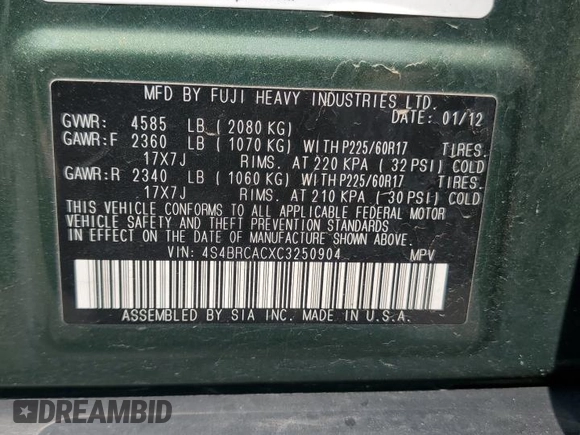 MFD BY FUJI HEAVY INDUSTRIES LTD.
DATE: 01/12
GVWR: 4585 LB ( 2080 KG)
GAWR:F 2360 LB ( 1070 KG) WITH P225/60R17 TIRES.
17X7J RIMS. AT 220 KPA ( 32 PSI) COLD
GAWR:R 2340 LB ( 1060 KG) WITH P225/60R17 TIRES.
17X7J RIMS. AT 210 KPA ( 30 PSI) COLD
THIS VEHICLE CONFORMS TO ALL APPLICABLE FEDERAL MOTOR
VEHICLE SAFETY AND THEFT PREVENTION STANDARDS
IN EFFECT ON THE DATE OF MANUFACTURE SHOWN ABOVE.
VIN: 4S4BRCACXC3250904 MPV
ASSEMBLED BY SIA INC. MADE IN U.S.A.
DREAMBID